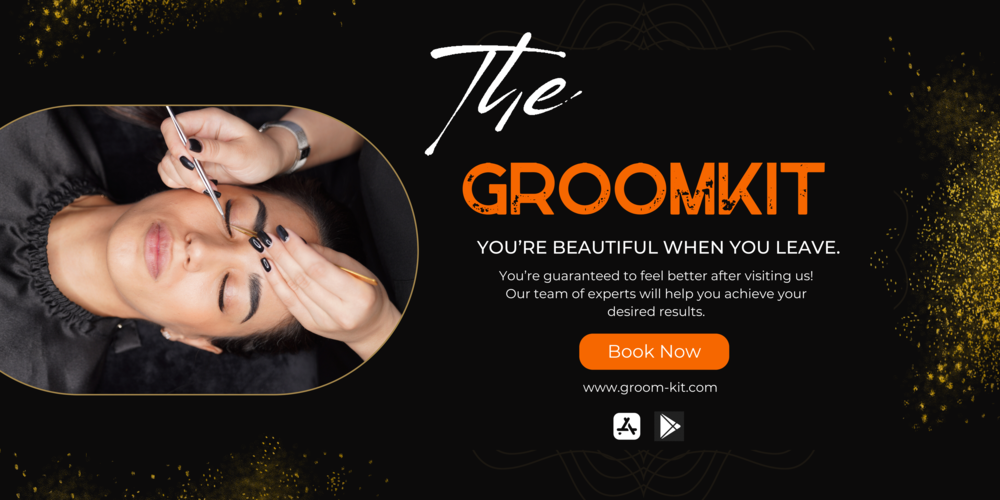 The
GROOMKIT
YOU'RE BEAUTIFUL WHEN YOU LEAVE.
You're guaranteed to feel better after visiting us!
Our team of experts will help you achieve your
desired results.
Book Now
www.groom-kit.com